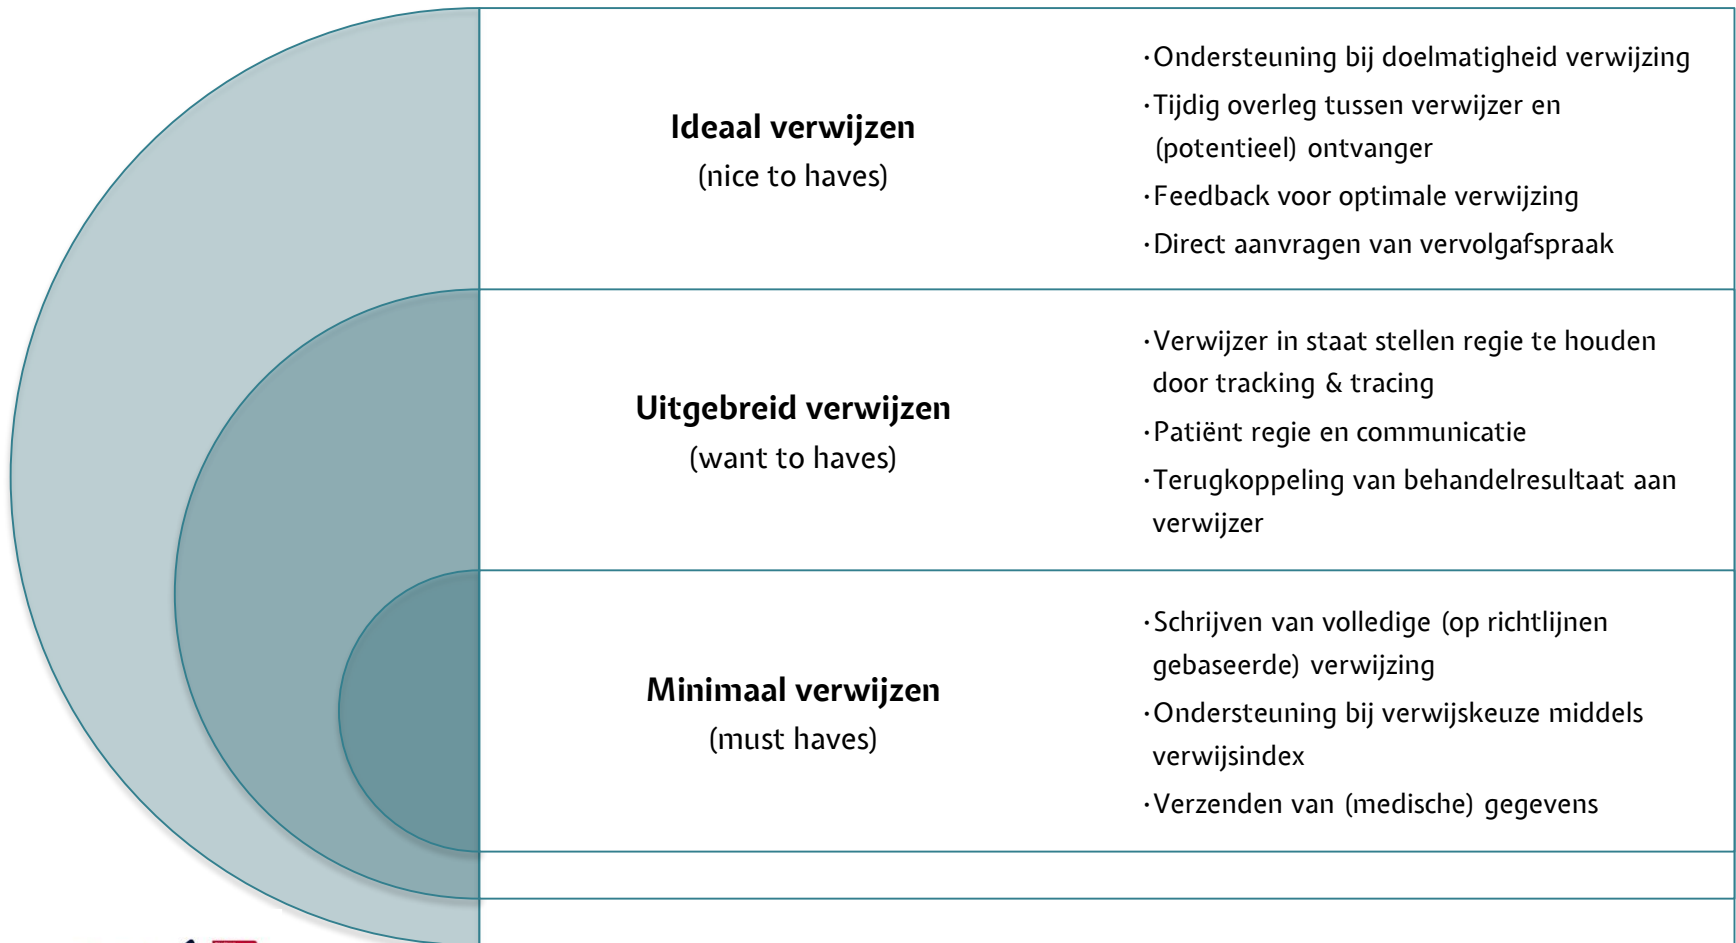 Ideaal verwijzen
(nice to haves)
·Ondersteuning bij doelmatigheid verwijzing
·Tijdig overleg tussen verwijzer en
(potentieel) ontvanger
·Feedback voor optimale verwijzing
·Direct aanvragen van vervolgafspraak
Uitgebreid verwijzen
(want to haves)
·Verwijzer in staat stellen regie te houden
door tracking & tracing
·Patiënt regie en communicatie
·Terugkoppeling van behandelresultaat aan
verwijzer
Minimaal verwijzen
(must haves)
·Schrijven van volledige (op richtlijnen
gebaseerde) verwijzing
·Ondersteuning bij verwijskeuze middels
verwijsindex
·Verzenden van (medische) gegevens